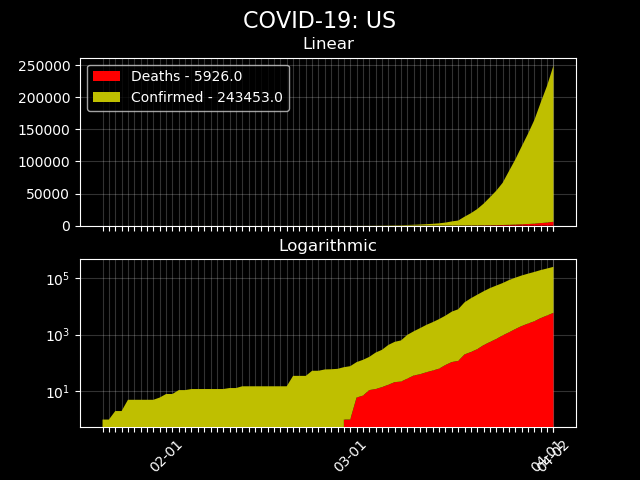 COVID-19: US
Linear
250000
200000
150000
100000
50000
0
Deaths - 5926.0
Confirmed - 243453.0
Logarithmic
10^5
10^3
10^1
02-01
03-01
04-01
04-02